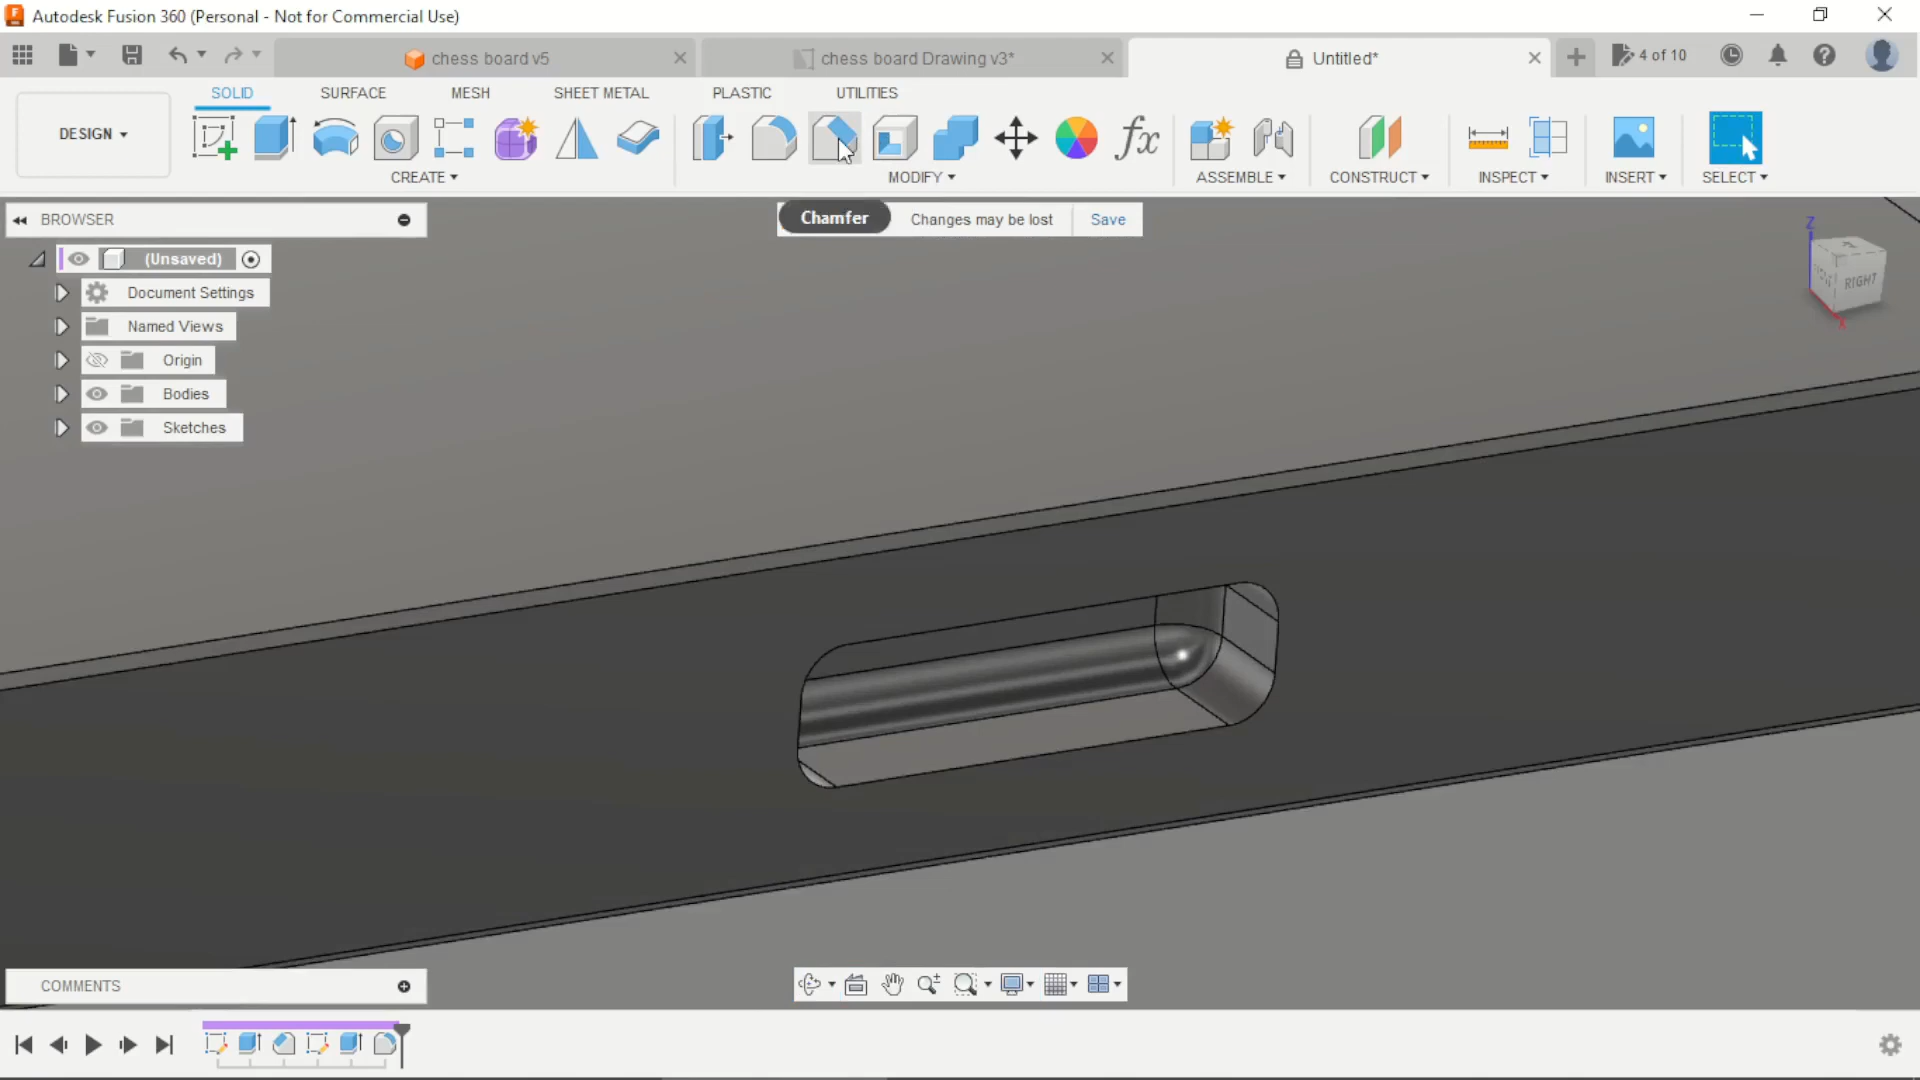 Autodesk Fusion 360 (Personal - Not for Commercial Use)
chess board v5
chess board Drawing v3*
Untitled*
4 of 10
DESIGN
SOLID
SURFACE
MESH
SHEET METAL
PLASTIC
UTILITIES
fx
CREATE
MODIFY
ASSEMBLE
CONSTRUCT
INSPECT
INSERT
SELECT
BROWSER
Chamfer
Changes may be lost
Save
(Unsaved)
Document Settings
Named Views
Origin
Bodies
Sketches
Z
RIGHT
X
COMMENTS